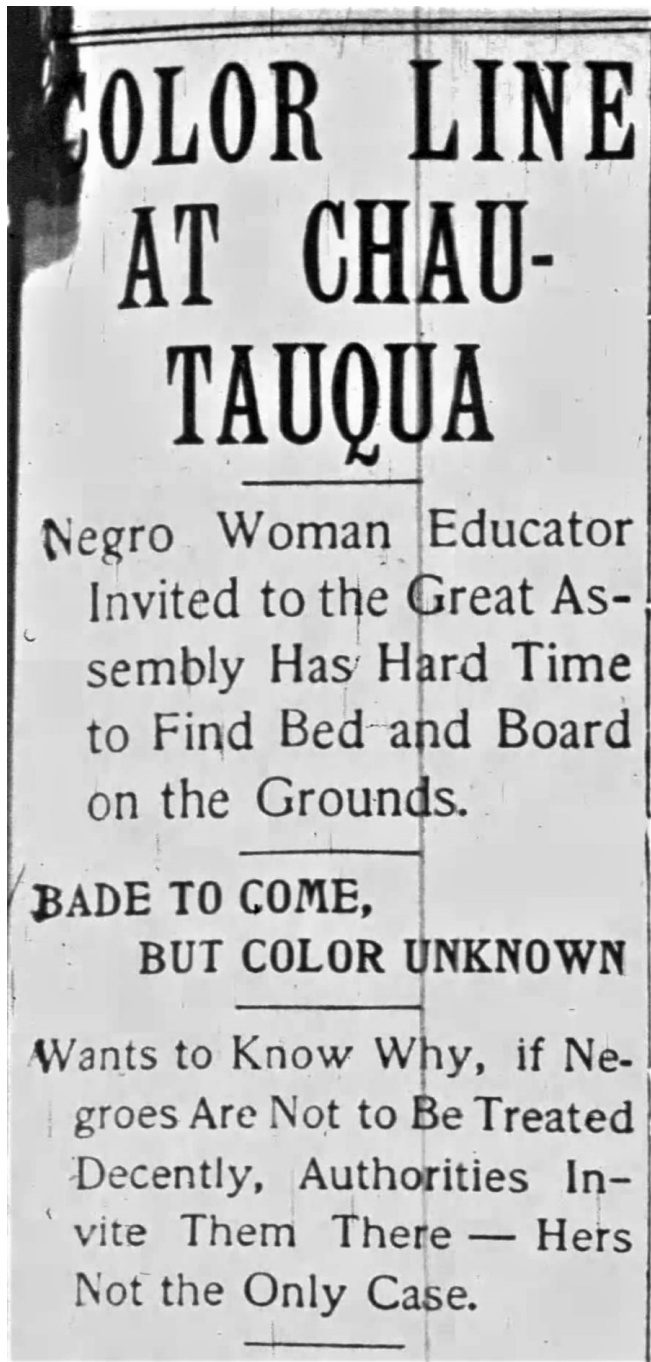 COLOR LINE
AT CHAU-
TAUQUA
Negro Woman Educator
Invited to the Great As-
sembly Has Hard Time
to Find Bed and Board
on the Grounds.
BADE TO COME,
BUT COLOR UNKNOWN
Wants to Know Why, if Ne-
groes Are Not to Be Treated
Decently, Authorities In-
vite Them There — Hers
Not the Only Case.